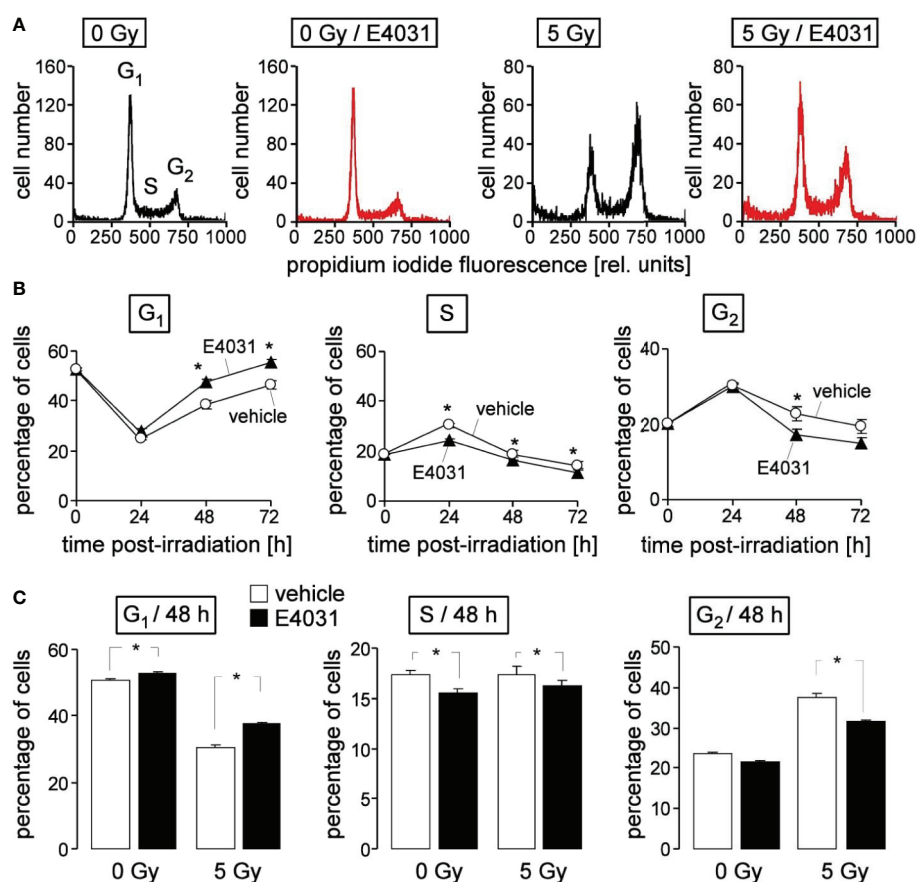 A
0 Gy
0 Gy / E4031
5 Gy
5 Gy / E4031
cell number
160
120
80
40
0
G1
S
G2
0 250 500 750 1000
cell number
160
120
80
40
0
0 250 500 750 1000
cell number
80
60
40
20
0
0 250 500 750 1000
cell number
80
60
40
20
0
0 250 500 750 1000
propidium iodide fluorescence [rel. units]
B
G1
percentage of cells
60
40
20
0
E4031
* *
vehicle
0 24 48 72
time post-irradiation [h]
S
percentage of cells
60
40
20
0
* vehicle
* *
E4031
0 24 48 72
time post-irradiation [h]
G2
percentage of cells
40
20
0
* vehicle
E4031
0 24 48 72
time post-irradiation [h]
C
vehicle
E4031
G1 / 48 h
percentage of cells
60
40
20
0
*
*
0 Gy 5 Gy
S / 48 h
percentage of cells
20
15
10
5
0
* *
0 Gy 5 Gy
G2 / 48 h
percentage of cells
50
40
30
20
10
0
*
0 Gy 5 Gy